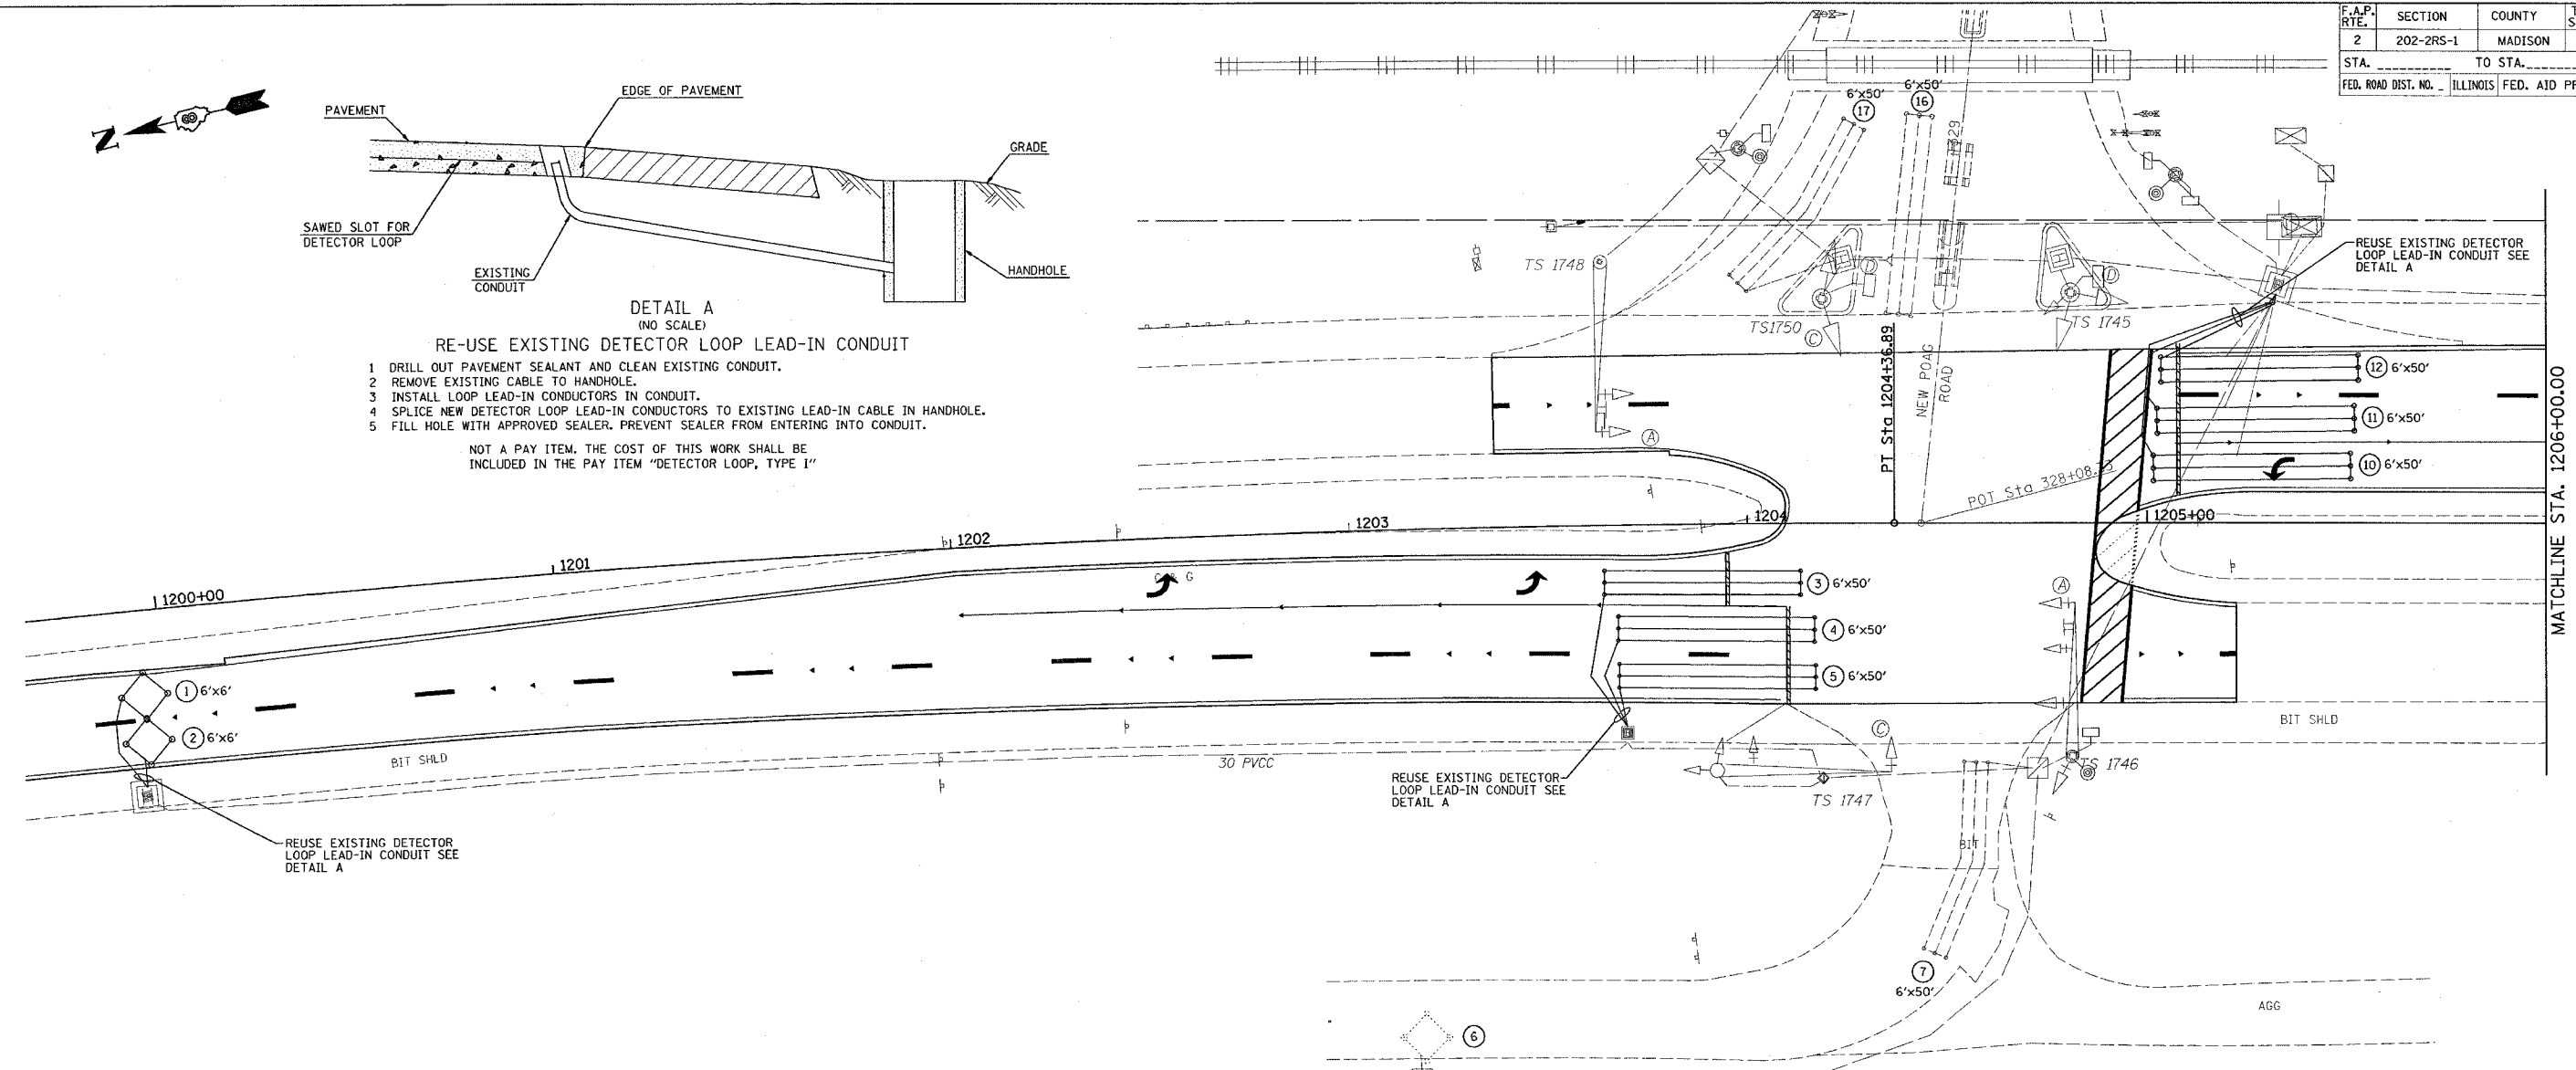 F.A.P. RTE. SECTION COUNTY
2 202-2RS-1 MADISON
STA. TO STA.
FED. ROAD DIST. NO. ILLINOIS FED. AID
N
PAVEMENT
EDGE OF PAVEMENT
GRADE
SAWED SLOT FOR
DETECTOR LOOP
EXISTING
CONDUIT
HANDHOLE
DETAIL A
(NO SCALE)
RE-USE EXISTING DETECTOR LOOP LEAD-IN CONDUIT
1 DRILL OUT PAVEMENT SEALANT AND CLEAN EXISTING CONDUIT.
2 REMOVE EXISTING CABLE TO HANDHOLE.
3 INSTALL LOOP LEAD-IN CONDUCTORS IN CONDUIT.
4 SPLICE NEW DETECTOR LOOP LEAD-IN CONDUCTORS TO EXISTING LEAD-IN CABLE IN HANDHOLE.
5 FILL HOLE WITH APPROVED SEALER. PREVENT SEALER FROM ENTERING INTO CONDUIT.
NOT A PAY ITEM. THE COST OF THIS WORK SHALL BE
INCLUDED IN THE PAY ITEM "DETECTOR LOOP, TYPE I"
6'x50'
17
6'x50'
16
329
TS 1748
TS1750
C
D
TS 1745
D
REUSE EXISTING DETECTOR
LOOP LEAD-IN CONDUIT SEE
DETAIL A
PT Sta 1204+36.89
NEW POAG
ROAD
POT Sta 328+08.
A
12 6'x50'
11 6'x50'
10 6'x50'
MATCHLINE STA. 1206+00.00
1200+00
1201
1202
1203
1204
1205+00
G
3 6'x50'
4 6'x50'
5 6'x50'
1 6'x6'
2 6'x6'
A
BIT SHLD
BIT SHLD
30 PVCC
C
TS 1747
TS 1746
REUSE EXISTING DETECTOR
LOOP LEAD-IN CONDUIT SEE
DETAIL A
REUSE EXISTING DETECTOR
LOOP LEAD-IN CONDUIT SEE
DETAIL A
BIT
7
6'x50'
6
AGG